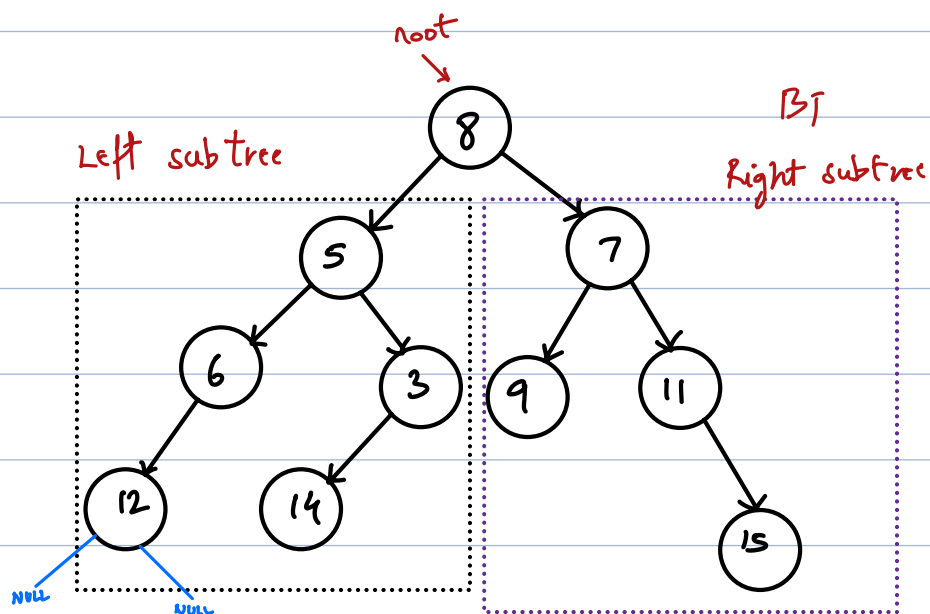 root
8
BT
Left subtree
Right subtree
5
7
6
3
9
11
12
14
15
NULL
NULL